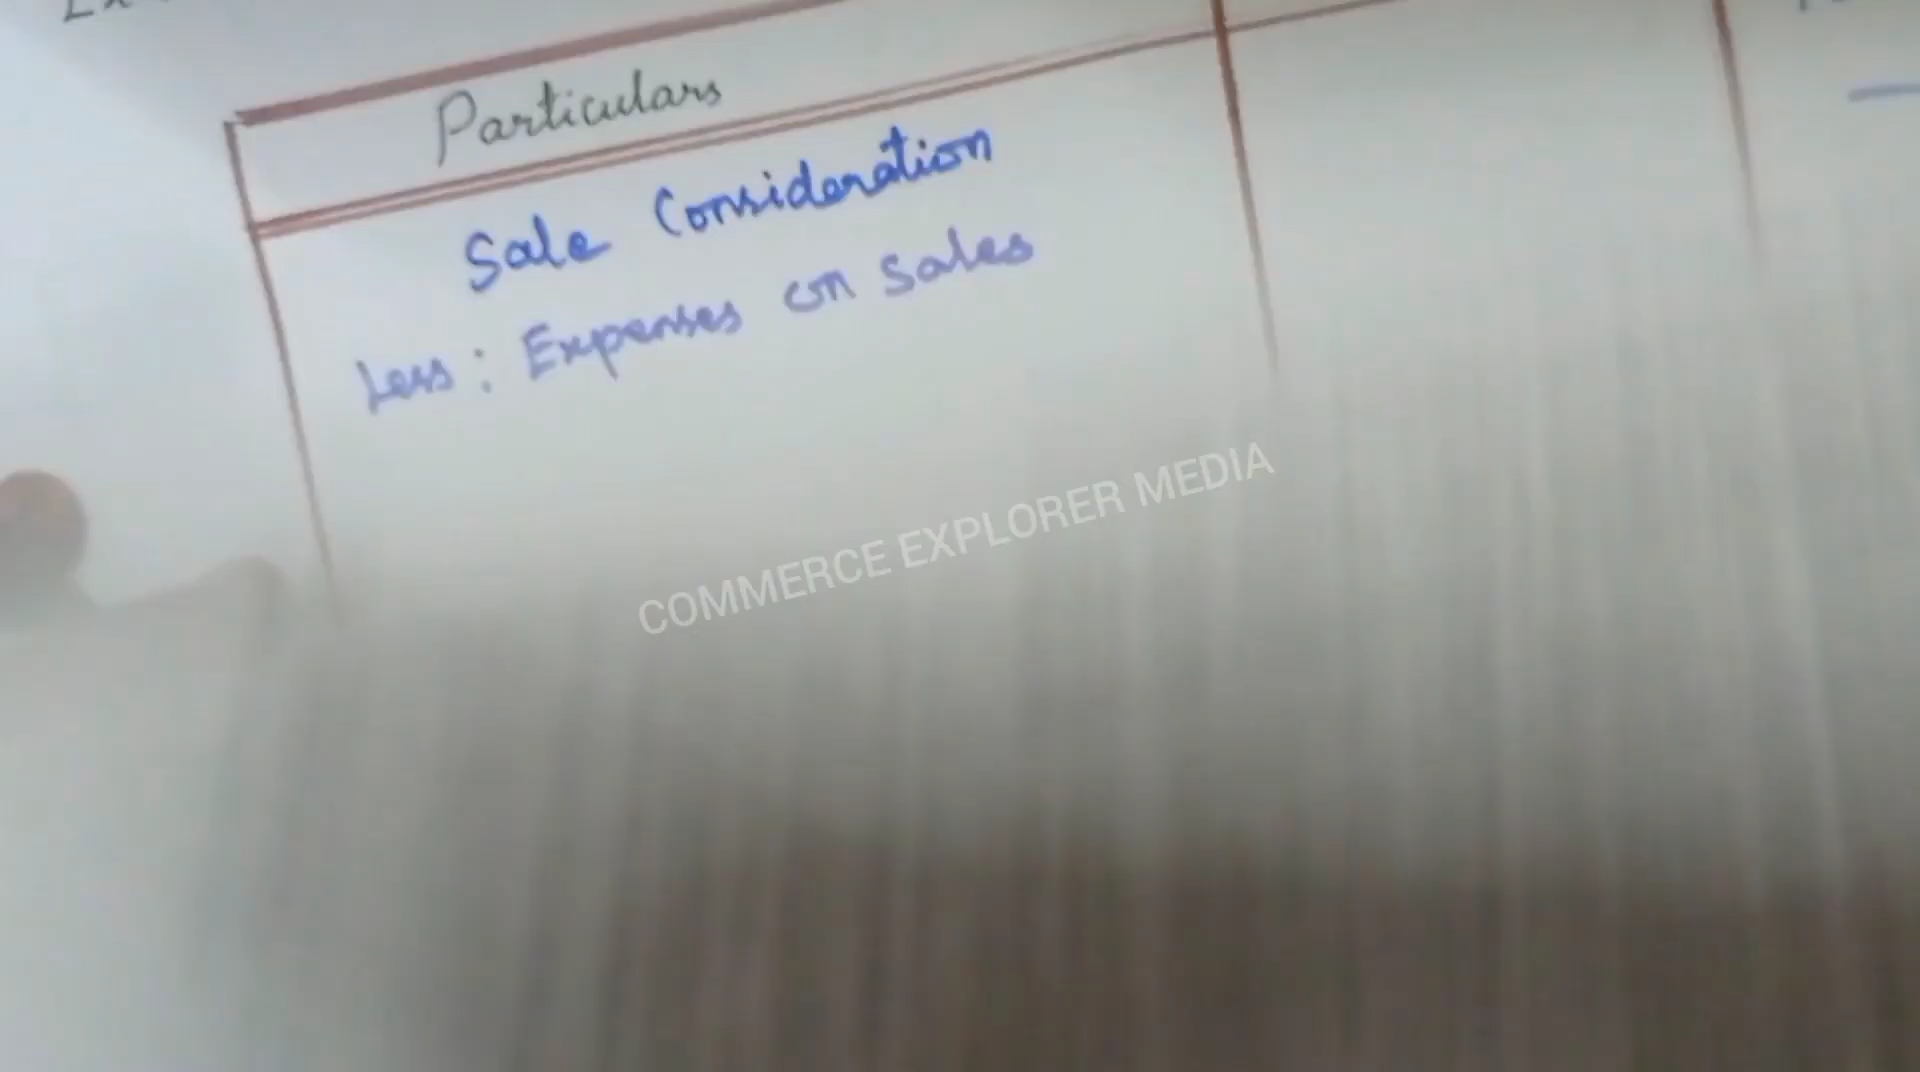 Particulars
Sale Consideration
Less: Expenses on Sales
COMMERCE EXPLORER MEDIA